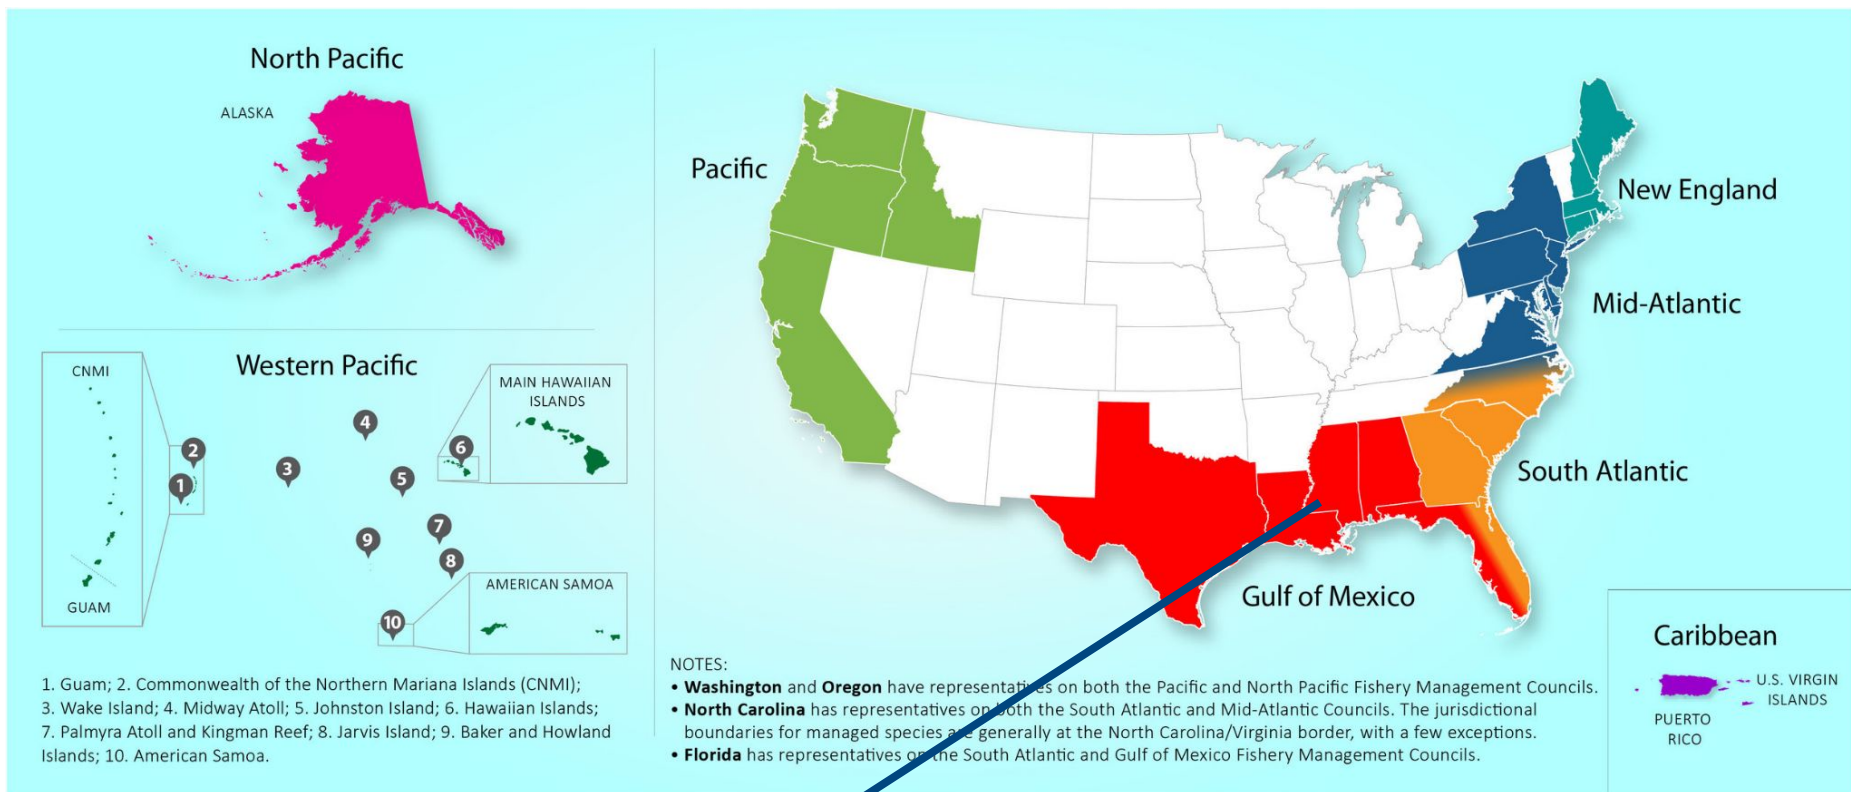 North Pacific
ALASKA
Western Pacific
CNMI
GUAM
MAIN HAWAIIAN
ISLANDS
4
6
2
3
5
1
7
9
8
10
AMERICAN SAMOA
1. Guam; 2. Commonwealth of the Northern Mariana Islands (CNMI);
3. Wake Island; 4. Midway Atoll; 5. Johnston Island; 6. Hawaiian Islands;
7. Palmyra Atoll and Kingman Reef; 8. Jarvis Island; 9. Baker and Howland
Islands; 10. American Samoa.
Pacific
New England
Mid-Atlantic
South Atlantic
Gulf of Mexico
Caribbean
U.S. VIRGIN
ISLANDS
PUERTO
RICO
NOTES:
• Washington and Oregon have representatives on both the Pacific and North Pacific Fishery Management Councils.
• North Carolina has representatives on both the South Atlantic and Mid-Atlantic Councils. The jurisdictional
boundaries for managed species are generally at the North Carolina/Virginia border, with a few exceptions.
• Florida has representatives on the South Atlantic and Gulf of Mexico Fishery Management Councils.